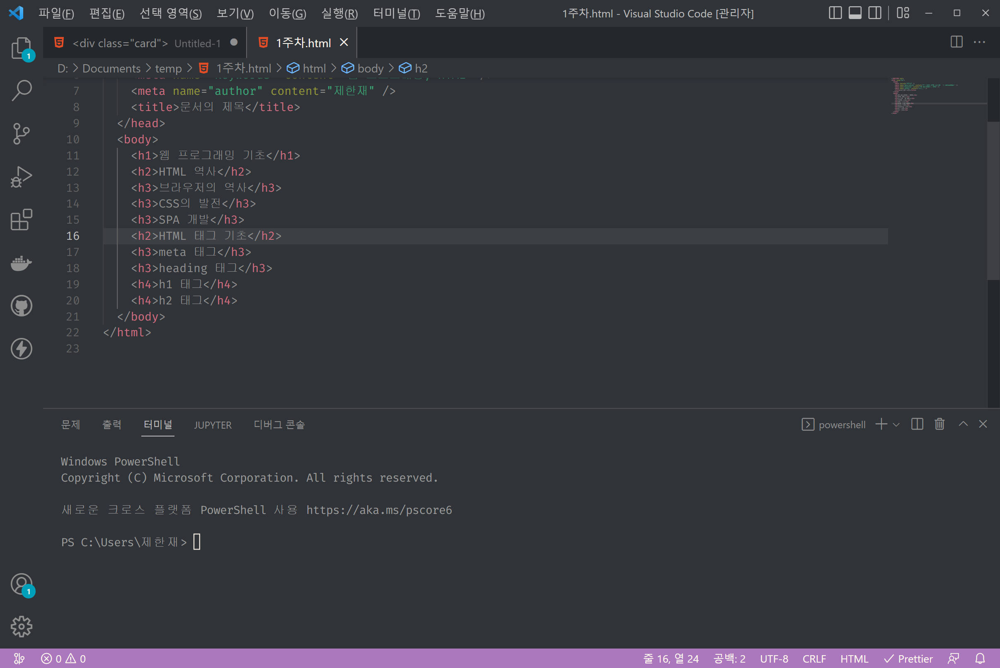 파일(F) 편집(E) 선택 영역(S) 보기(V) 이동(G) 실행(R) 터미널(T) 도움말(H) 1주차.html - Visual Studio Code [관리자]
<div class="card"> Untitled-1 1주차.html
D: > Documents > temp > 1주차.html > html > body > h2
7 <meta name="author" content="제한재" />
8 <title>문서의 제목</title>
9 </head>
10 <body>
11 <h1>웹 프로그래밍 기초</h1>
12 <h2>HTML 역사</h2>
13 <h3>브라우저의 역사</h3>
14 <h3>CSS의 발전</h3>
15 <h3>SPA 개발</h3>
16 <h2>HTML 태그 기초</h2>
17 <h3>meta 태그</h3>
18 <h3>heading 태그</h3>
19 <h4>h1 태그</h4>
20 <h4>h2 태그</h4>
21 </body>
22 </html>
23
1
문제 출력 터미널 JUPYTER 디버그 콘솔 powershell
Windows PowerShell
Copyright (C) Microsoft Corporation. All rights reserved.
새로운 크로스 플랫폼 PowerShell 사용 https://aka.ms/pscore6
PS C:\Users\제한재>
1
0 0 줄 16, 열 24 공백: 2 UTF-8 CRLF HTML Prettier